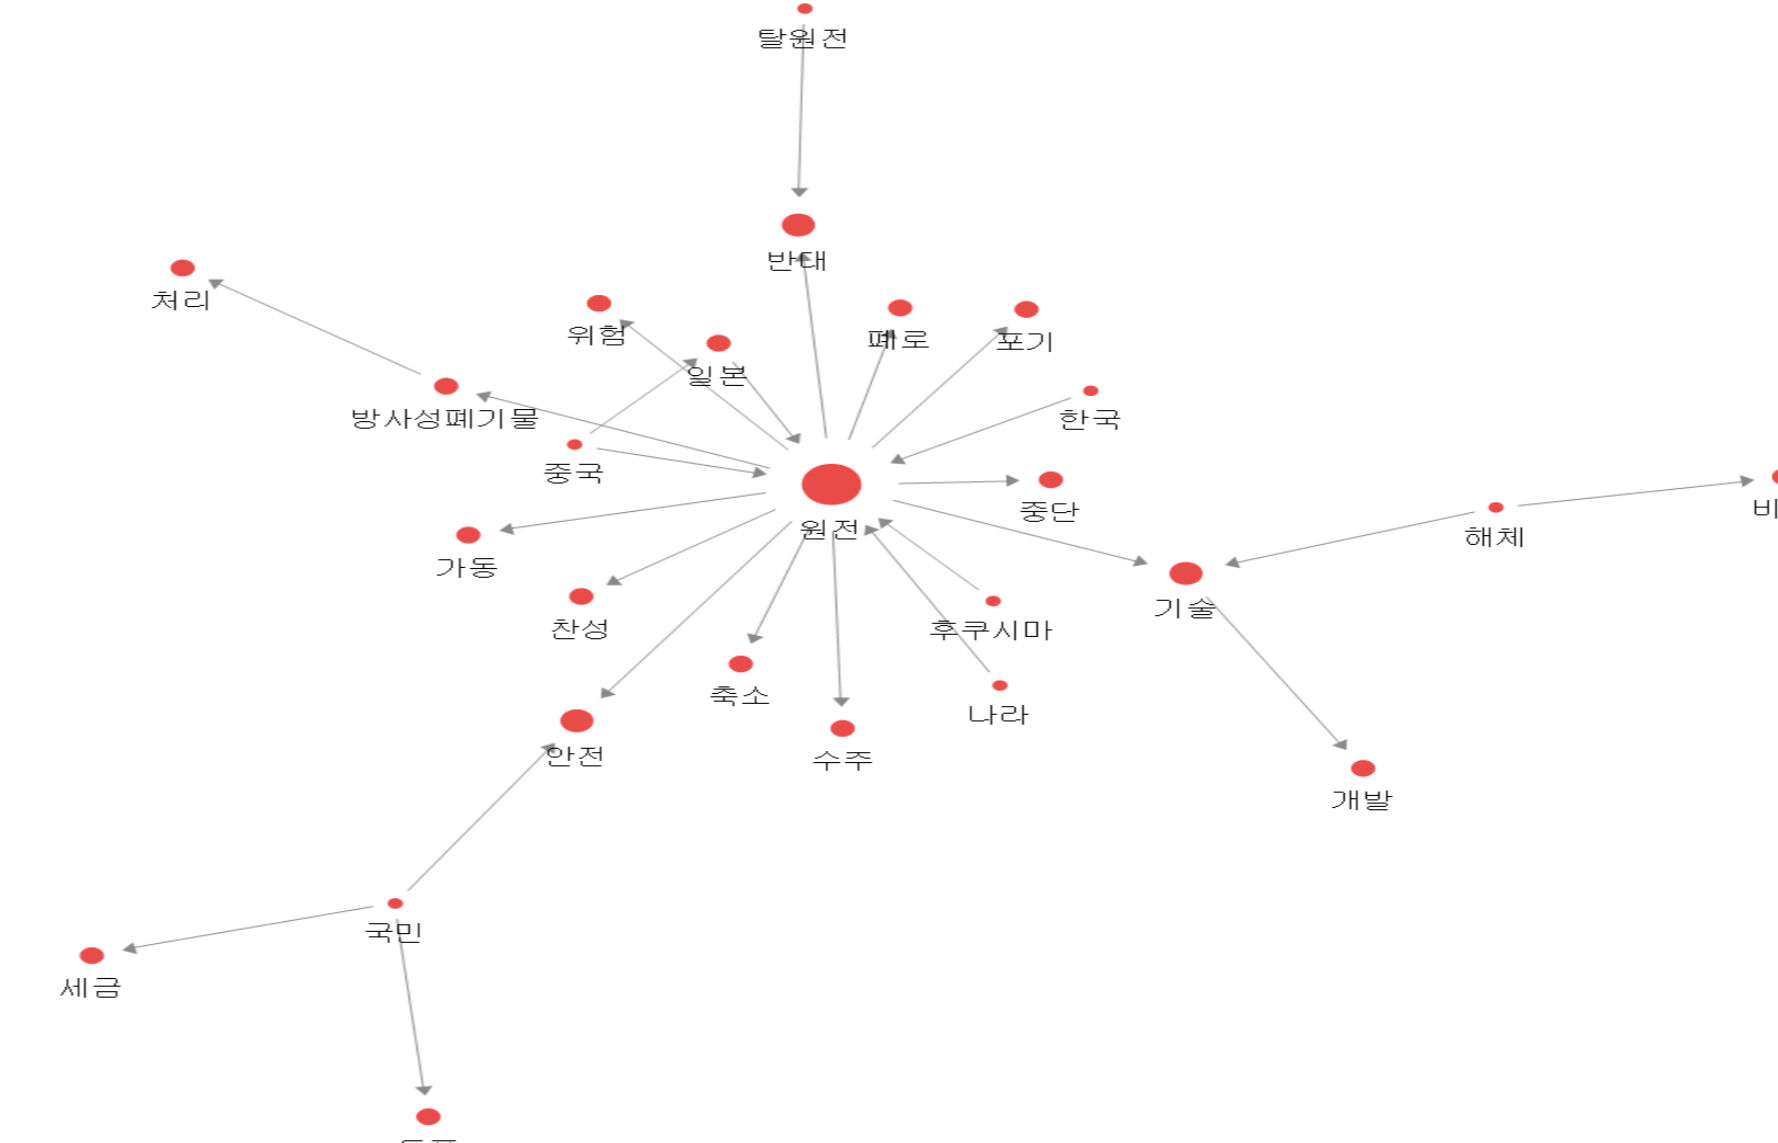 탈원전
반대
처리
위험
폐로
포기
일본
방사성폐기물
한국
중국
중단
원전
해체
가동
기술
찬성
후쿠시마
축소
나라
안전
수주
개발
국민
세금